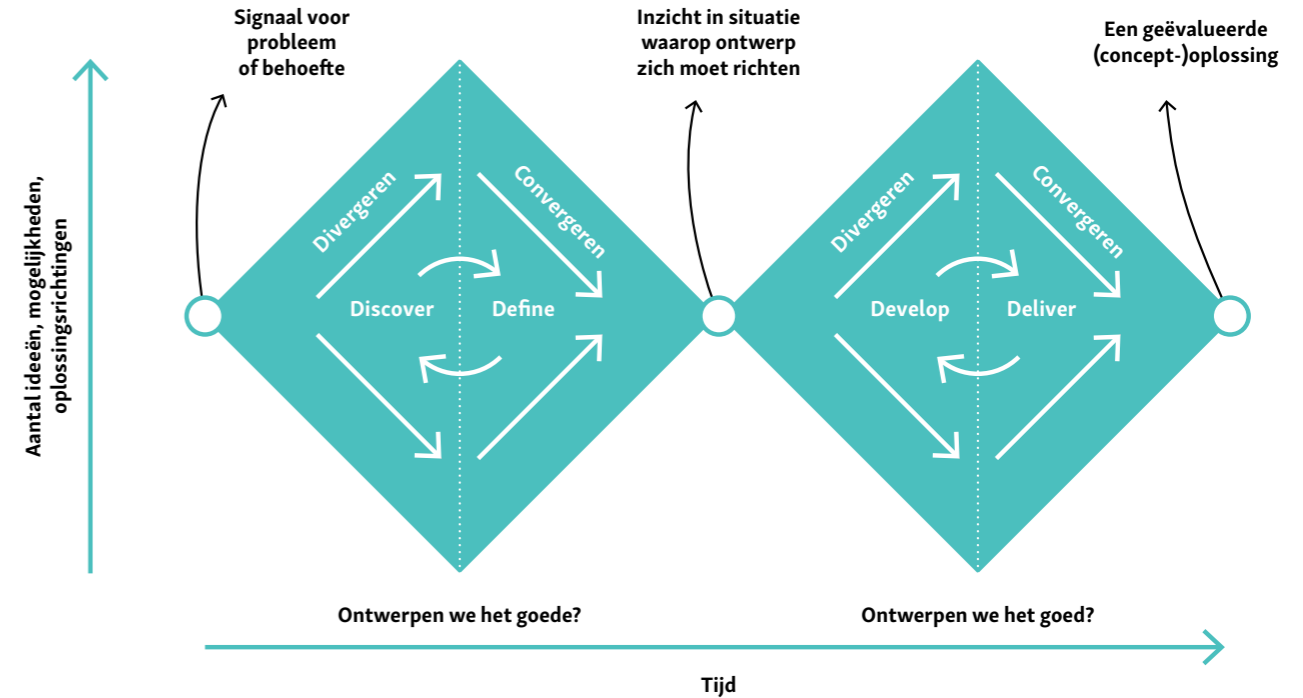 Signaal voor
probleem
of behoefte
Inzicht in situatie
waarop ontwerp
zich moet richten
Een geëvalueerde
(concept-)oplossing
Aantal ideeën, mogelijkheden,
oplossingsrichtingen
Divergeren
Convergeren
Discover
Define
Divergeren
Convergeren
Develop
Deliver
Ontwerpen we het goede?
Ontwerpen we het goed?
Tijd